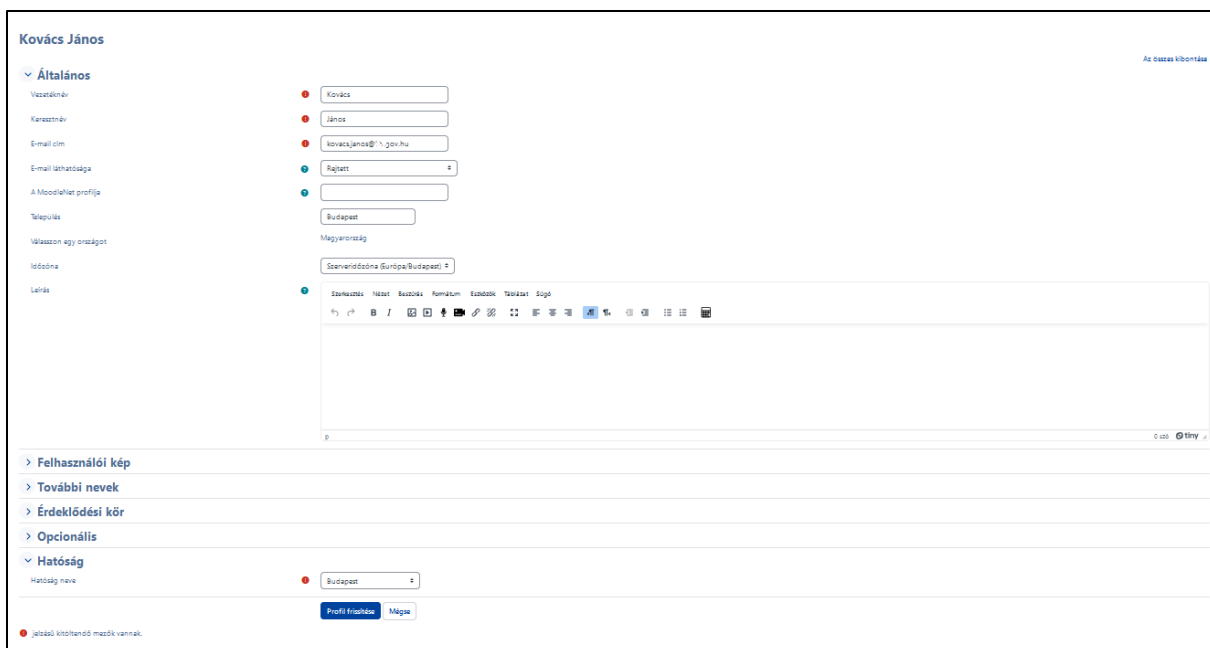 Kovács János
Az összes kibontása
Általános
Vezetéknév Kovács
Keresztnév János
E-mail cím kovacs.janos@ .gov.hu
E-mail láthatósága Rejtett
A MoodleNet profilja
Település Budapest
Válasszon egy országot Magyarország
Időzóna Szerveridőzóna (Európa/Budapest)
Leírás
Szerkesztés Nézet Beszúrás Formátum Eszközök Táblázat Súgó
p 0 szó tiny
Felhasználói kép
További nevek
Érdeklődési kör
Opcionális
Hatóság
Hatóság neve Budapest
Profil frissítése Mégse
jelzésű kitöltendő mezők vannak.